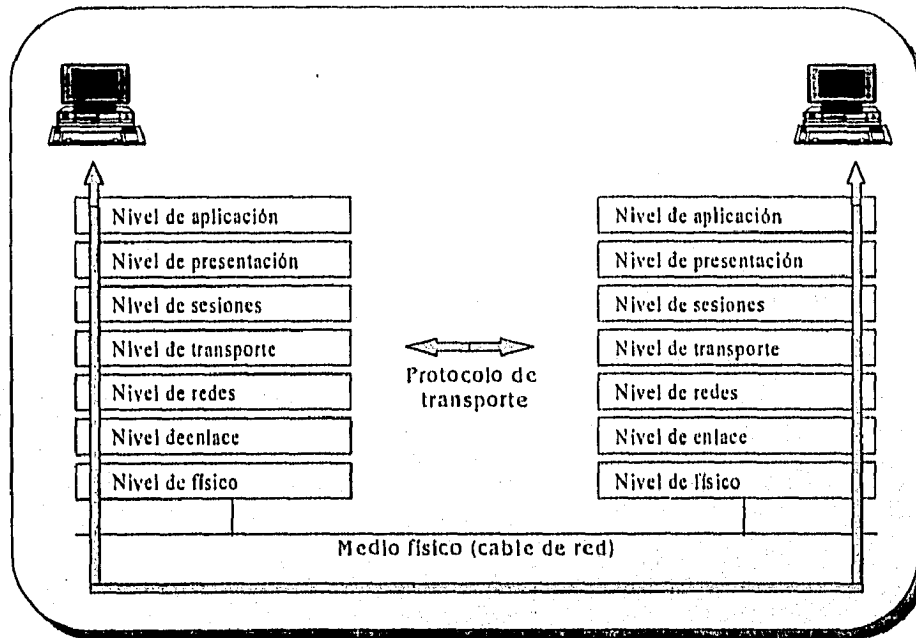 Nivel de aplicación
Nivel de presentación
Nivel de sesiones
Nivel de transporte
Nivel de redes
Nivel deenlace
Nivel de físico
Protocolo de
transporte
Nivel de aplicación
Nivel de presentación
Nivel de sesiones
Nivel de transporte
Nivel de redes
Nivel de enlace
Nivel de físico
Medio físico (cable de red)